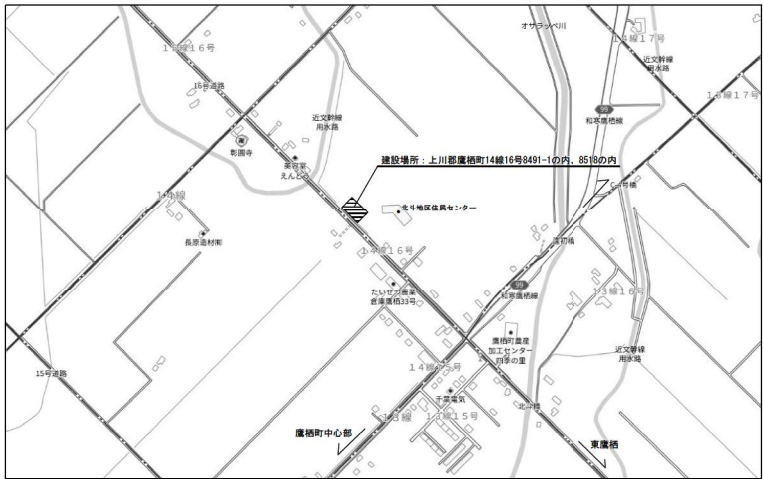 オサラッペ川
14線17号
14線16号
近文幹線
用水路
16号道路
15線17号
99
和寒鷹栖線
近文幹線
用水路
彰圓寺
美容室
えんどう
建設場所：上川郡鷹栖町14線16号8491-1の内、8518の内
14線
北斗地区住民センター
長原造材㈱
14線16号
たいせつ農業
倉庫鷹栖33号
99
和寒鷹栖線
13線16号
鷹栖町農産
加工センター
四季の里
近文幹線
用水路
15号道路
14線15号
千葉電気
13線
13線15号
北斗橋
鷹栖町中心部
東鷹栖